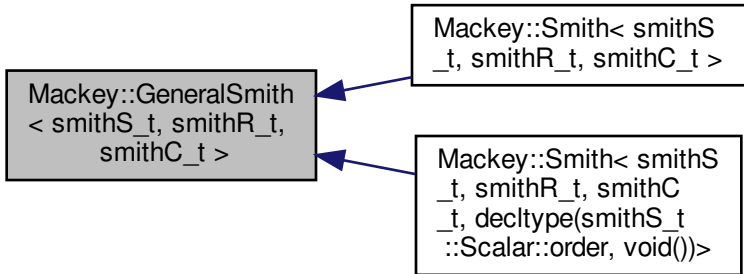 Mackey::GeneralSmith
< smithS_t, smithR_t,
smithC_t >
Mackey::Smith< smithS
_t, smithR_t, smithC_t >
Mackey::Smith< smithS
_t, smithR_t, smithC
_t, decltype(smithS_t
::Scalar::order, void())>